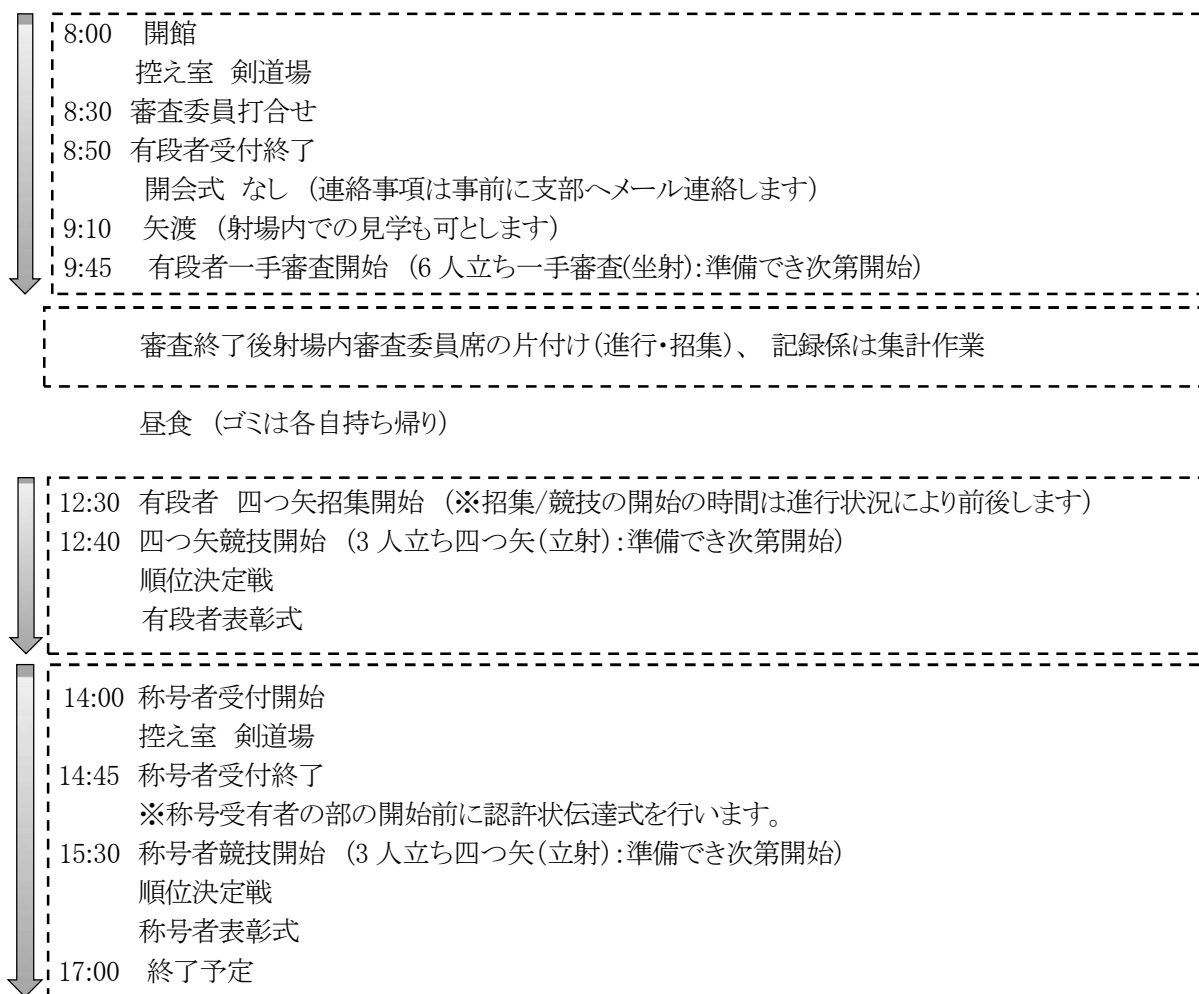 8:00 開館
控え室 剣道場
8:30 審査委員打合せ
8:50 有段者受付終了
開会式 なし (連絡事項は事前に支部へメール連絡します)
9:10 矢渡 (射場内での見学も可とします)
9:45 有段者一手審査開始 (6人立ち一手審査(坐射):準備でき次第開始)
審査終了後射場内審査委員席の片付け(進行・招集)、 記録係は集計作業
昼食 (ゴミは各自持ち帰り)
12:30 有段者 四つ矢招集開始 (※招集/競技の開始の時間は進行状況により前後します)
12:40 四つ矢競技開始 (3人立ち四つ矢(立射):準備でき次第開始)
順位決定戦
有段者表彰式
14:00 称号者受付開始
控え室 剣道場
14:45 称号者受付終了
※称号受有者の部の開始前に認許状伝達式を行います。
15:30 称号者競技開始 (3人立ち四つ矢(立射):準備でき次第開始)
順位決定戦
称号者表彰式
17:00 終了予定